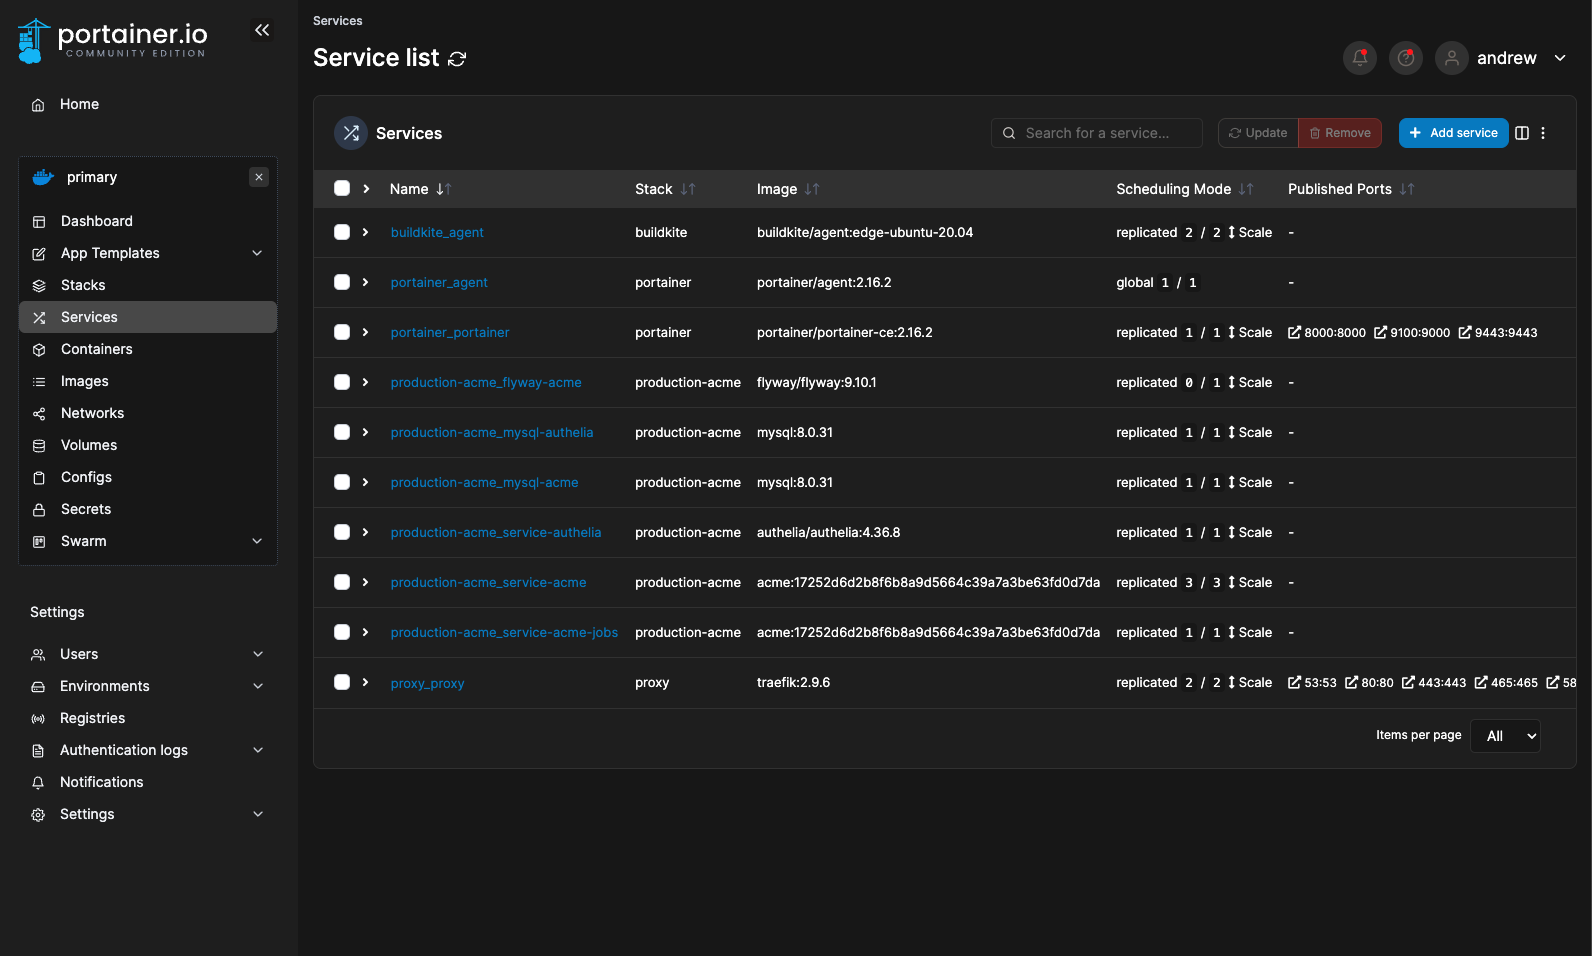 portainer.io
COMMUNITY EDITION
Home
primary
Dashboard
App Templates
Stacks
Services
Containers
Images
Networks
Volumes
Configs
Secrets
Swarm
Settings
Users
Environments
Registries
Authentication logs
Notifications
Settings
Services
Service list
andrew
Services
Search for a service...
Update
Remove
Add service
Name Stack Image Scheduling Mode Published Ports
buildkite_agent buildkite buildkite/agent:edge-ubuntu-20.04 replicated 2 / 2 Scale -
portainer_agent portainer portainer/agent:2.16.2 global 1 / 1 -
portainer_portainer portainer portainer/portainer-ce:2.16.2 replicated 1 / 1 Scale 8000:8000 9100:9000 9443:9443
production-acme_flyway-acme production-acme flyway/flyway:9.10.1 replicated 0 / 1 Scale -
production-acme_mysql-authelia production-acme mysql:8.0.31 replicated 1 / 1 Scale -
production-acme_mysql-acme production-acme mysql:8.0.31 replicated 1 / 1 Scale -
production-acme_service-authelia production-acme authelia/authelia:4.36.8 replicated 1 / 1 Scale -
production-acme_service-acme production-acme acme:17252d6d2b8f6b8a9d5664c39a7a3be63fd0d7da replicated 3 / 3 Scale -
production-acme_service-acme-jobs production-acme acme:17252d6d2b8f6b8a9d5664c39a7a3be63fd0d7da replicated 1 / 1 Scale -
proxy_proxy proxy traefik:2.9.6 replicated 2 / 2 Scale 53:53 80:80 443:443 465:465 58
Items per page All